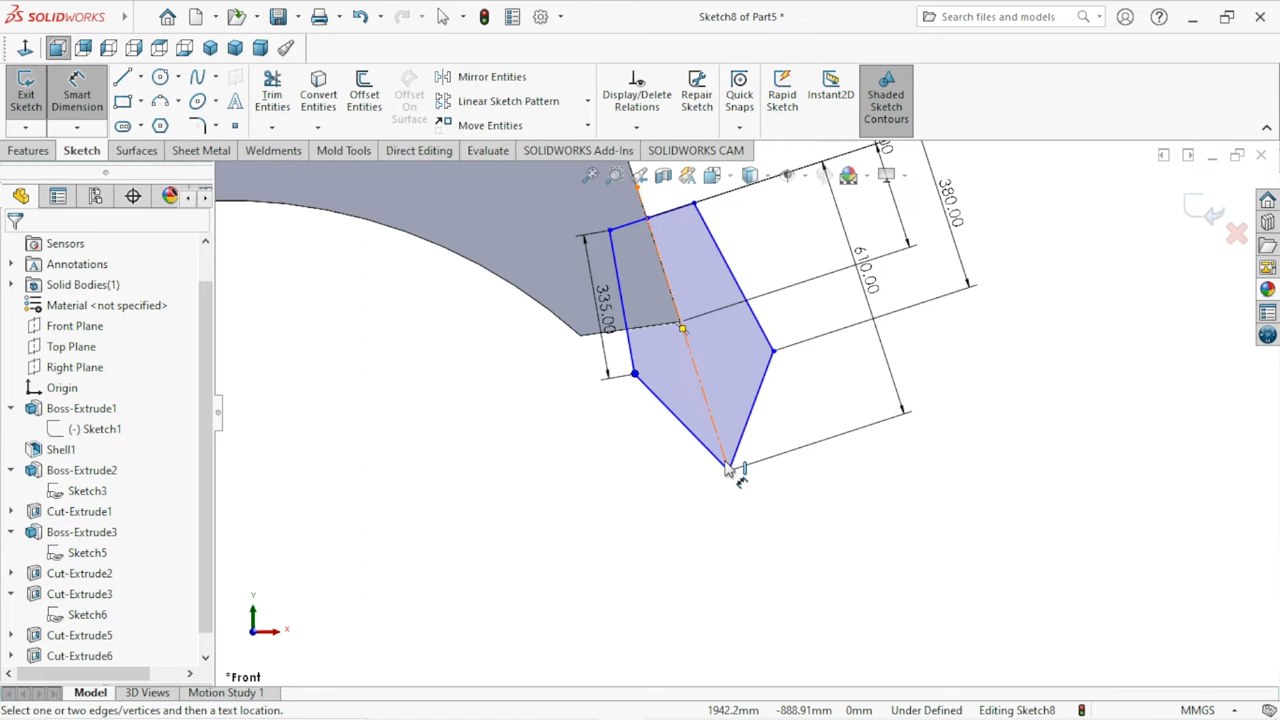 SOLIDWORKS
Sketch8 of Part5 *
Search files and models
Exit Sketch
Smart Dimension
Trim Entities
Convert Entities
Offset Entities
Offset On Surface
Mirror Entities
Linear Sketch Pattern
Move Entities
Display/Delete Relations
Repair Sketch
Quick Snaps
Rapid Sketch
Instant2D
Shaded Sketch Contours
Features
Sketch
Surfaces
Sheet Metal
Weldments
Mold Tools
Direct Editing
Evaluate
SOLIDWORKS Add-Ins
SOLIDWORKS CAM
Sensors
Annotations
Solid Bodies(1)
Material <not specified>
Front Plane
Top Plane
Right Plane
Origin
Boss-Extrude1
(-) Sketch1
Shell1
Boss-Extrude2
Sketch3
Cut-Extrude1
Boss-Extrude3
Sketch5
Cut-Extrude2
Cut-Extrude3
Sketch6
Cut-Extrude5
Cut-Extrude6
335.00
610.00
380.00
Y
X
*Front
Model
3D Views
Motion Study 1
Select one or two edges/vertices and then a text location.
1942.2mm
-888.91mm
0mm
Under Defined
Editing Sketch8
MMGS